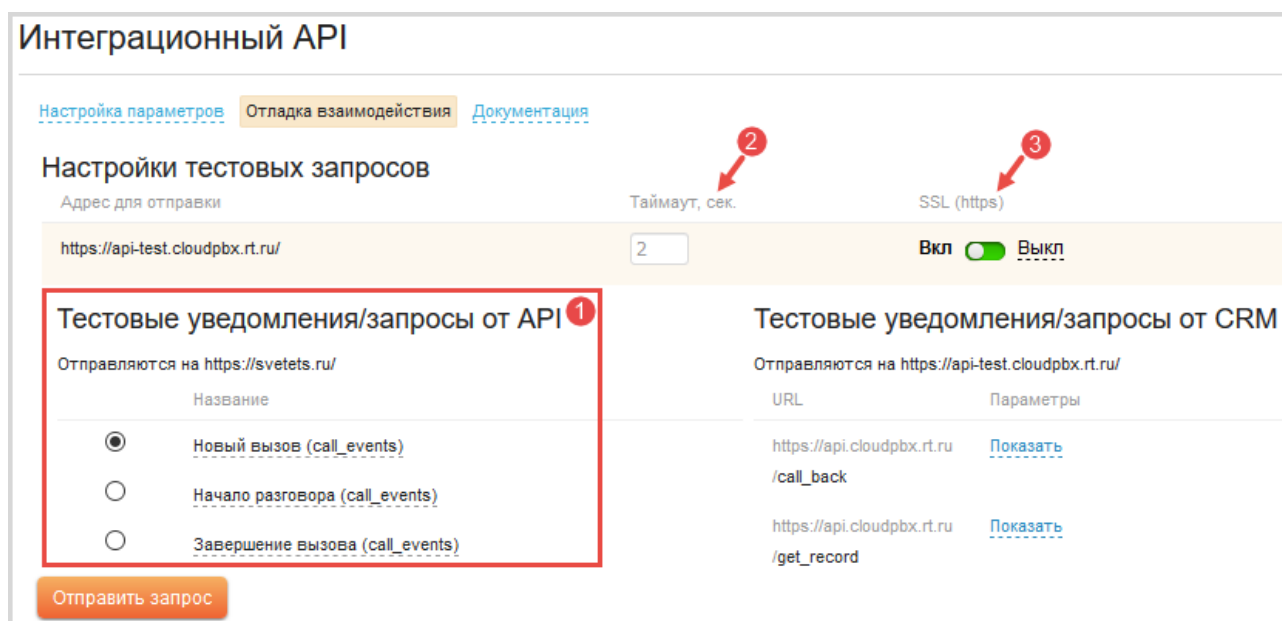 Интеграционный API
Настройка параметров Отладка взаимодействия Документация
2
3
Настройки тестовых запросов
Адрес для отправки Таймаут, сек. SSL (https)
https://api-test.cloudpbx.rt.ru/ 2 Вкл Выкл
Тестовые уведомления/запросы от API 1
Отправляются на https://svetets.ru/
Название
Новый вызов (call_events)
Начало разговора (call_events)
Завершение вызова (call_events)
Тестовые уведомления/запросы от CRM
Отправляются на https://api-test.cloudpbx.rt.ru/
URL Параметры
https://api.cloudpbx.rt.ru Показать
/call_back
https://api.cloudpbx.rt.ru Показать
/get_record
Отправить запрос